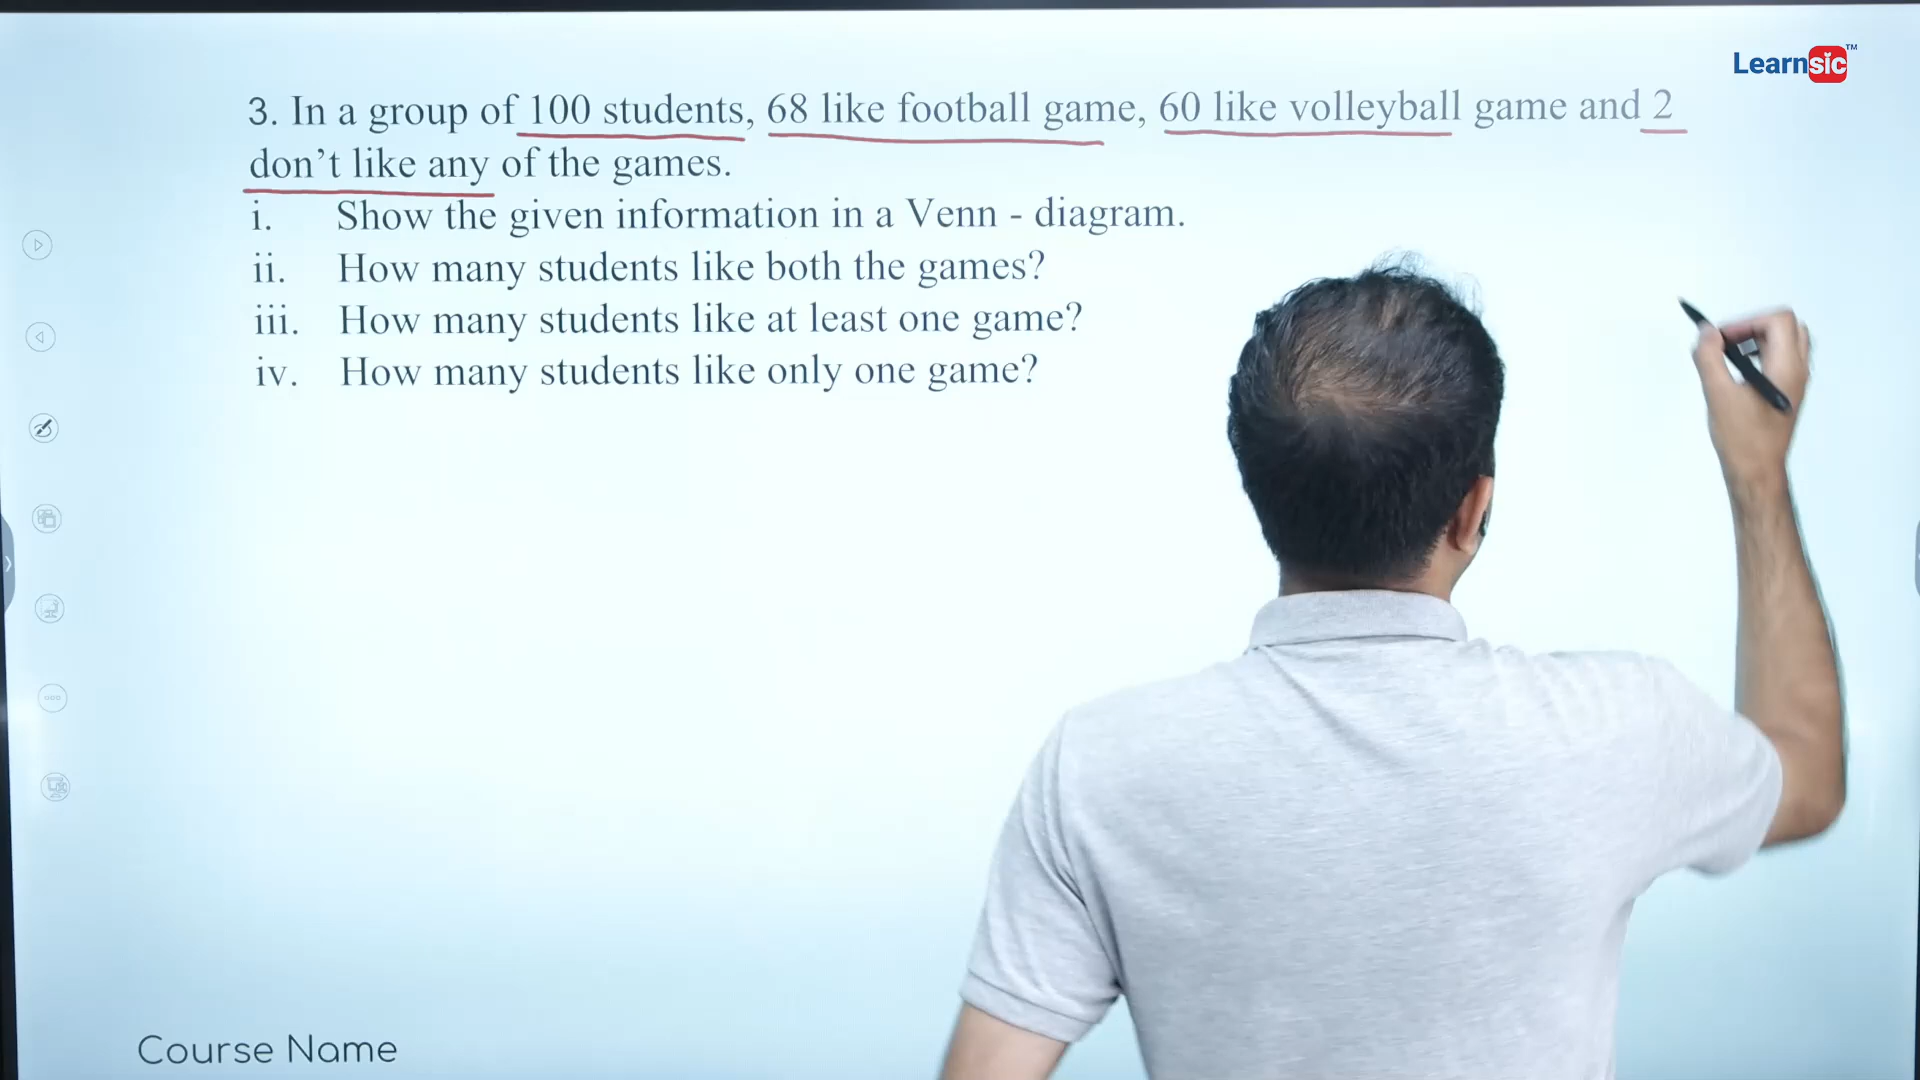 Learnsic™
3. In a group of 100 students, 68 like football game, 60 like volleyball game and 2
don't like any of the games.
i. Show the given information in a Venn - diagram.
ii. How many students like both the games?
iii. How many students like at least one game?
iv. How many students like only one game?
Course Name